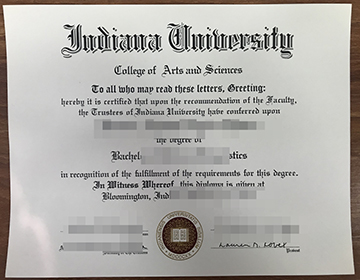 Indiana University
College of Arts and Sciences
To all who may read these letters, Greeting:
hereby it is certified that upon the recommendation of the Faculty,
the Trustees of Indiana University have conferred upon
the degree of
in recognition of the fulfillment of the requirements for this degree.
In Witness Whereof, this diploma is given at
Bloomington,